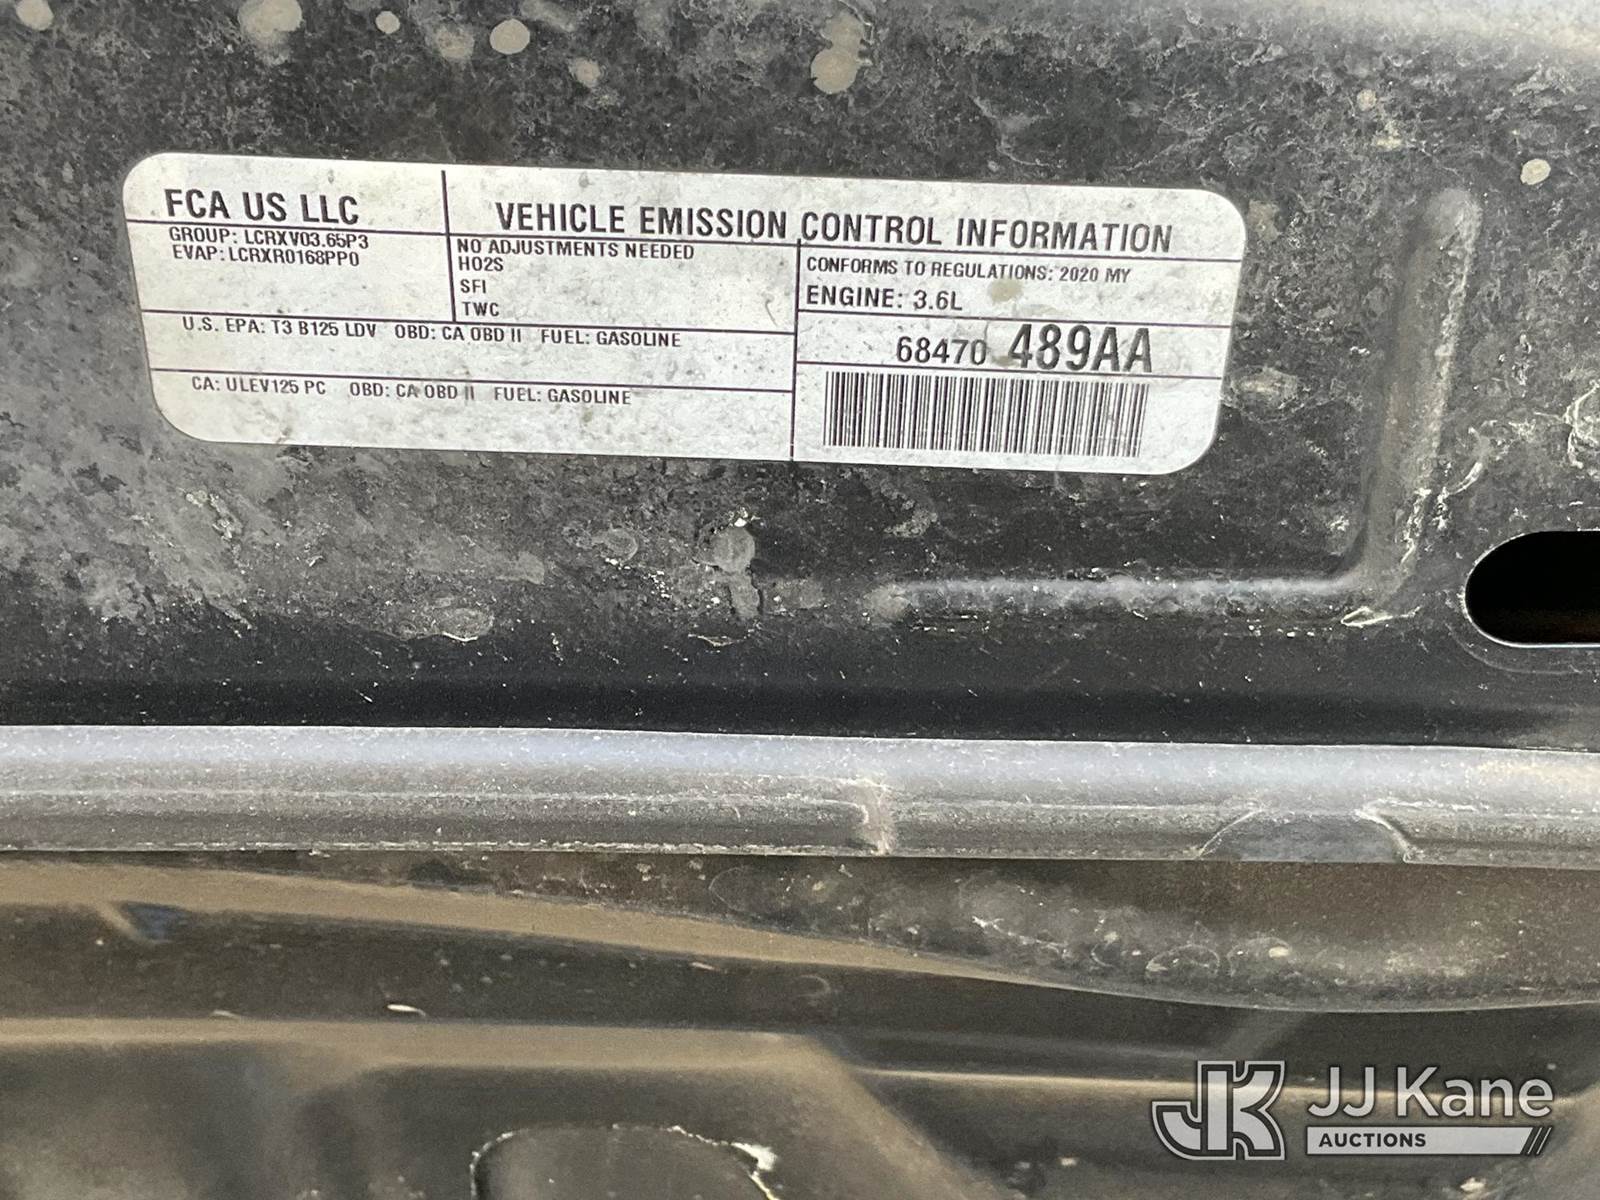 FCA US LLC
VEHICLE EMISSION CONTROL INFORMATION
GROUP: LCRXV03.65P3
EVAP: LCRXR0168PP0
NO ADJUSTMENTS NEEDED
HO2S
SFI
TWC
CONFORMS TO REGULATIONS: 2020 MY
ENGINE: 3.6L
U.S. EPA: T3 B125 LDV OBD: CA OBD II FUEL: GASOLINE
68470 489AA
CA: ULEV125 PC OBD: CA OBD II FUEL: GASOLINE
JK JJ Kane
AUCTIONS